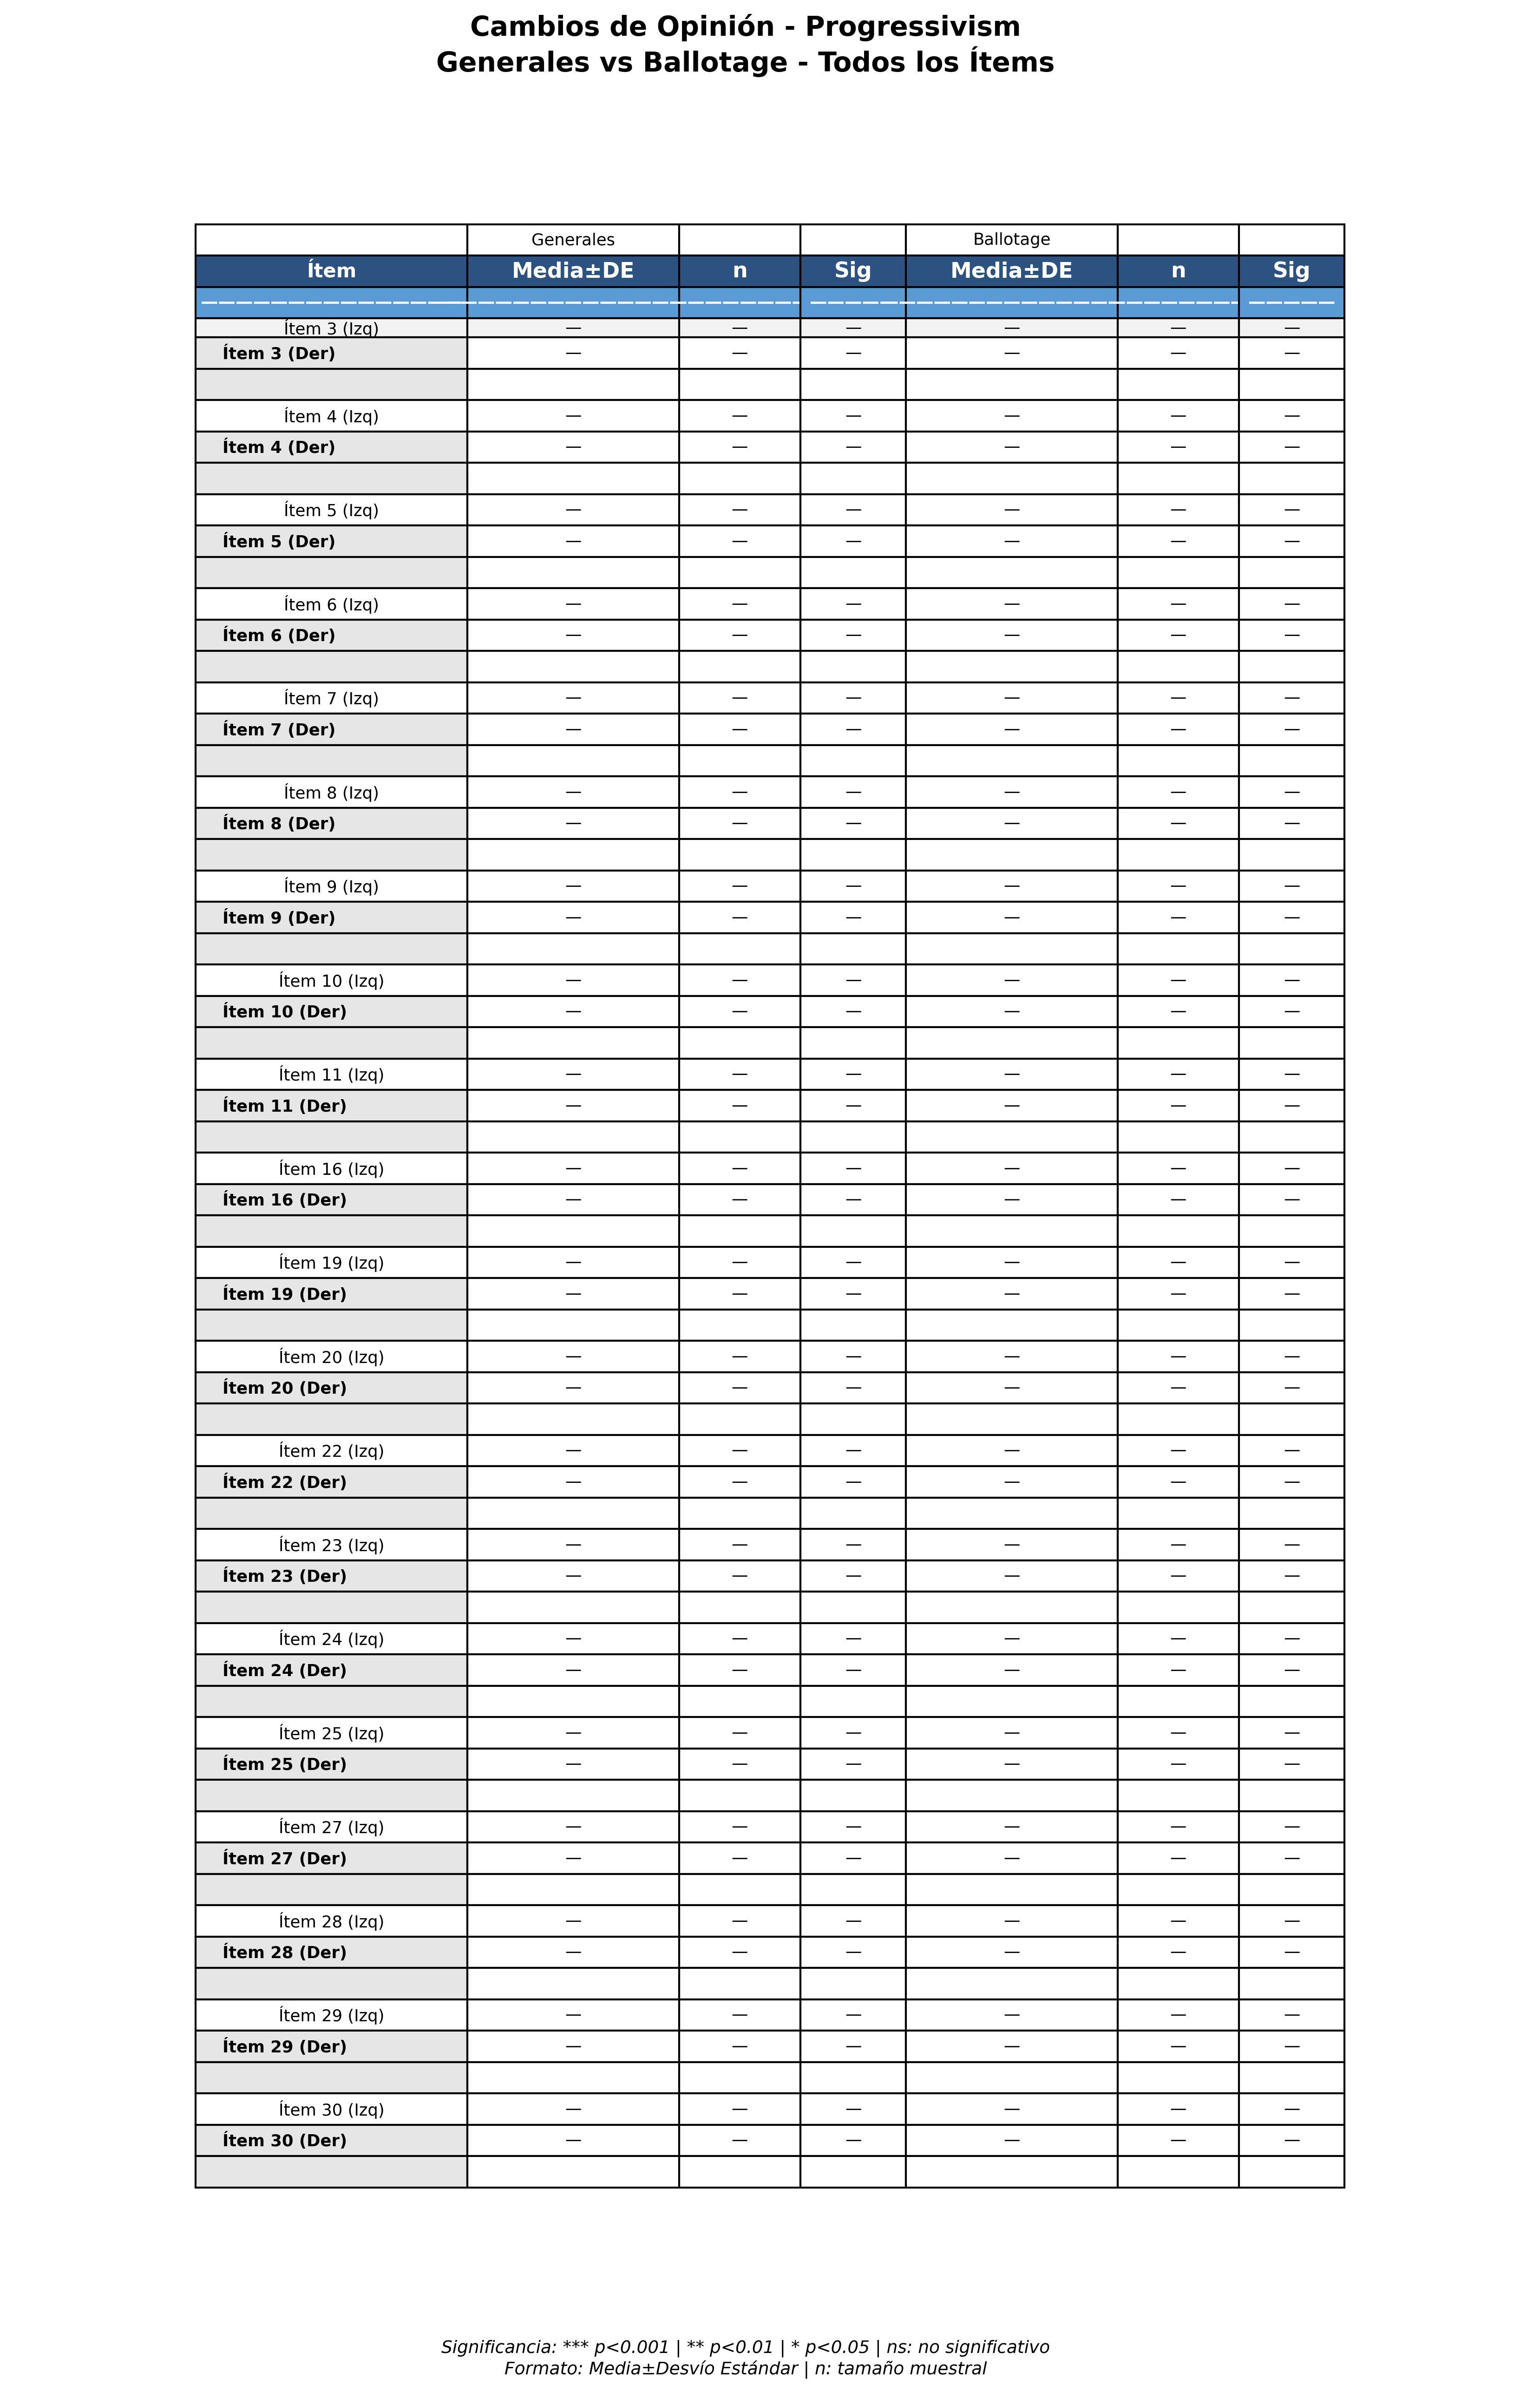 Cambios de Opinión - Progressivism
Generales vs Ballotage - Todos los Ítems
Generales Ballotage
Ítem Media±DE n Sig Media±DE n Sig
————————————————— ————————————— ——————— —————— ————————————— ——————— —————
Ítem 3 (Izq) — — — — — —
Ítem 3 (Der) — — — — — —
Ítem 4 (Izq) — — — — — —
Ítem 4 (Der) — — — — — —
Ítem 5 (Izq) — — — — — —
Ítem 5 (Der) — — — — — —
Ítem 6 (Izq) — — — — — —
Ítem 6 (Der) — — — — — —
Ítem 7 (Izq) — — — — — —
Ítem 7 (Der) — — — — — —
Ítem 8 (Izq) — — — — — —
Ítem 8 (Der) — — — — — —
Ítem 9 (Izq) — — — — — —
Ítem 9 (Der) — — — — — —
Ítem 10 (Izq) — — — — — —
Ítem 10 (Der) — — — — — —
Ítem 11 (Izq) — — — — — —
Ítem 11 (Der) — — — — — —
Ítem 16 (Izq) — — — — — —
Ítem 16 (Der) — — — — — —
Ítem 19 (Izq) — — — — — —
Ítem 19 (Der) — — — — — —
Ítem 20 (Izq) — — — — — —
Ítem 20 (Der) — — — — — —
Ítem 22 (Izq) — — — — — —
Ítem 22 (Der) — — — — — —
Ítem 23 (Izq) — — — — — —
Ítem 23 (Der) — — — — — —
Ítem 24 (Izq) — — — — — —
Ítem 24 (Der) — — — — — —
Ítem 25 (Izq) — — — — — —
Ítem 25 (Der) — — — — — —
Ítem 27 (Izq) — — — — — —
Ítem 27 (Der) — — — — — —
Ítem 28 (Izq) — — — — — —
Ítem 28 (Der) — — — — — —
Ítem 29 (Izq) — — — — — —
Ítem 29 (Der) — — — — — —
Ítem 30 (Izq) — — — — — —
Ítem 30 (Der) — — — — — —
Significancia: *** p<0.001 | ** p<0.01 | * p<0.05 | ns: no significativo
Formato: Media±Desvío Estándar | n: tamaño muestral